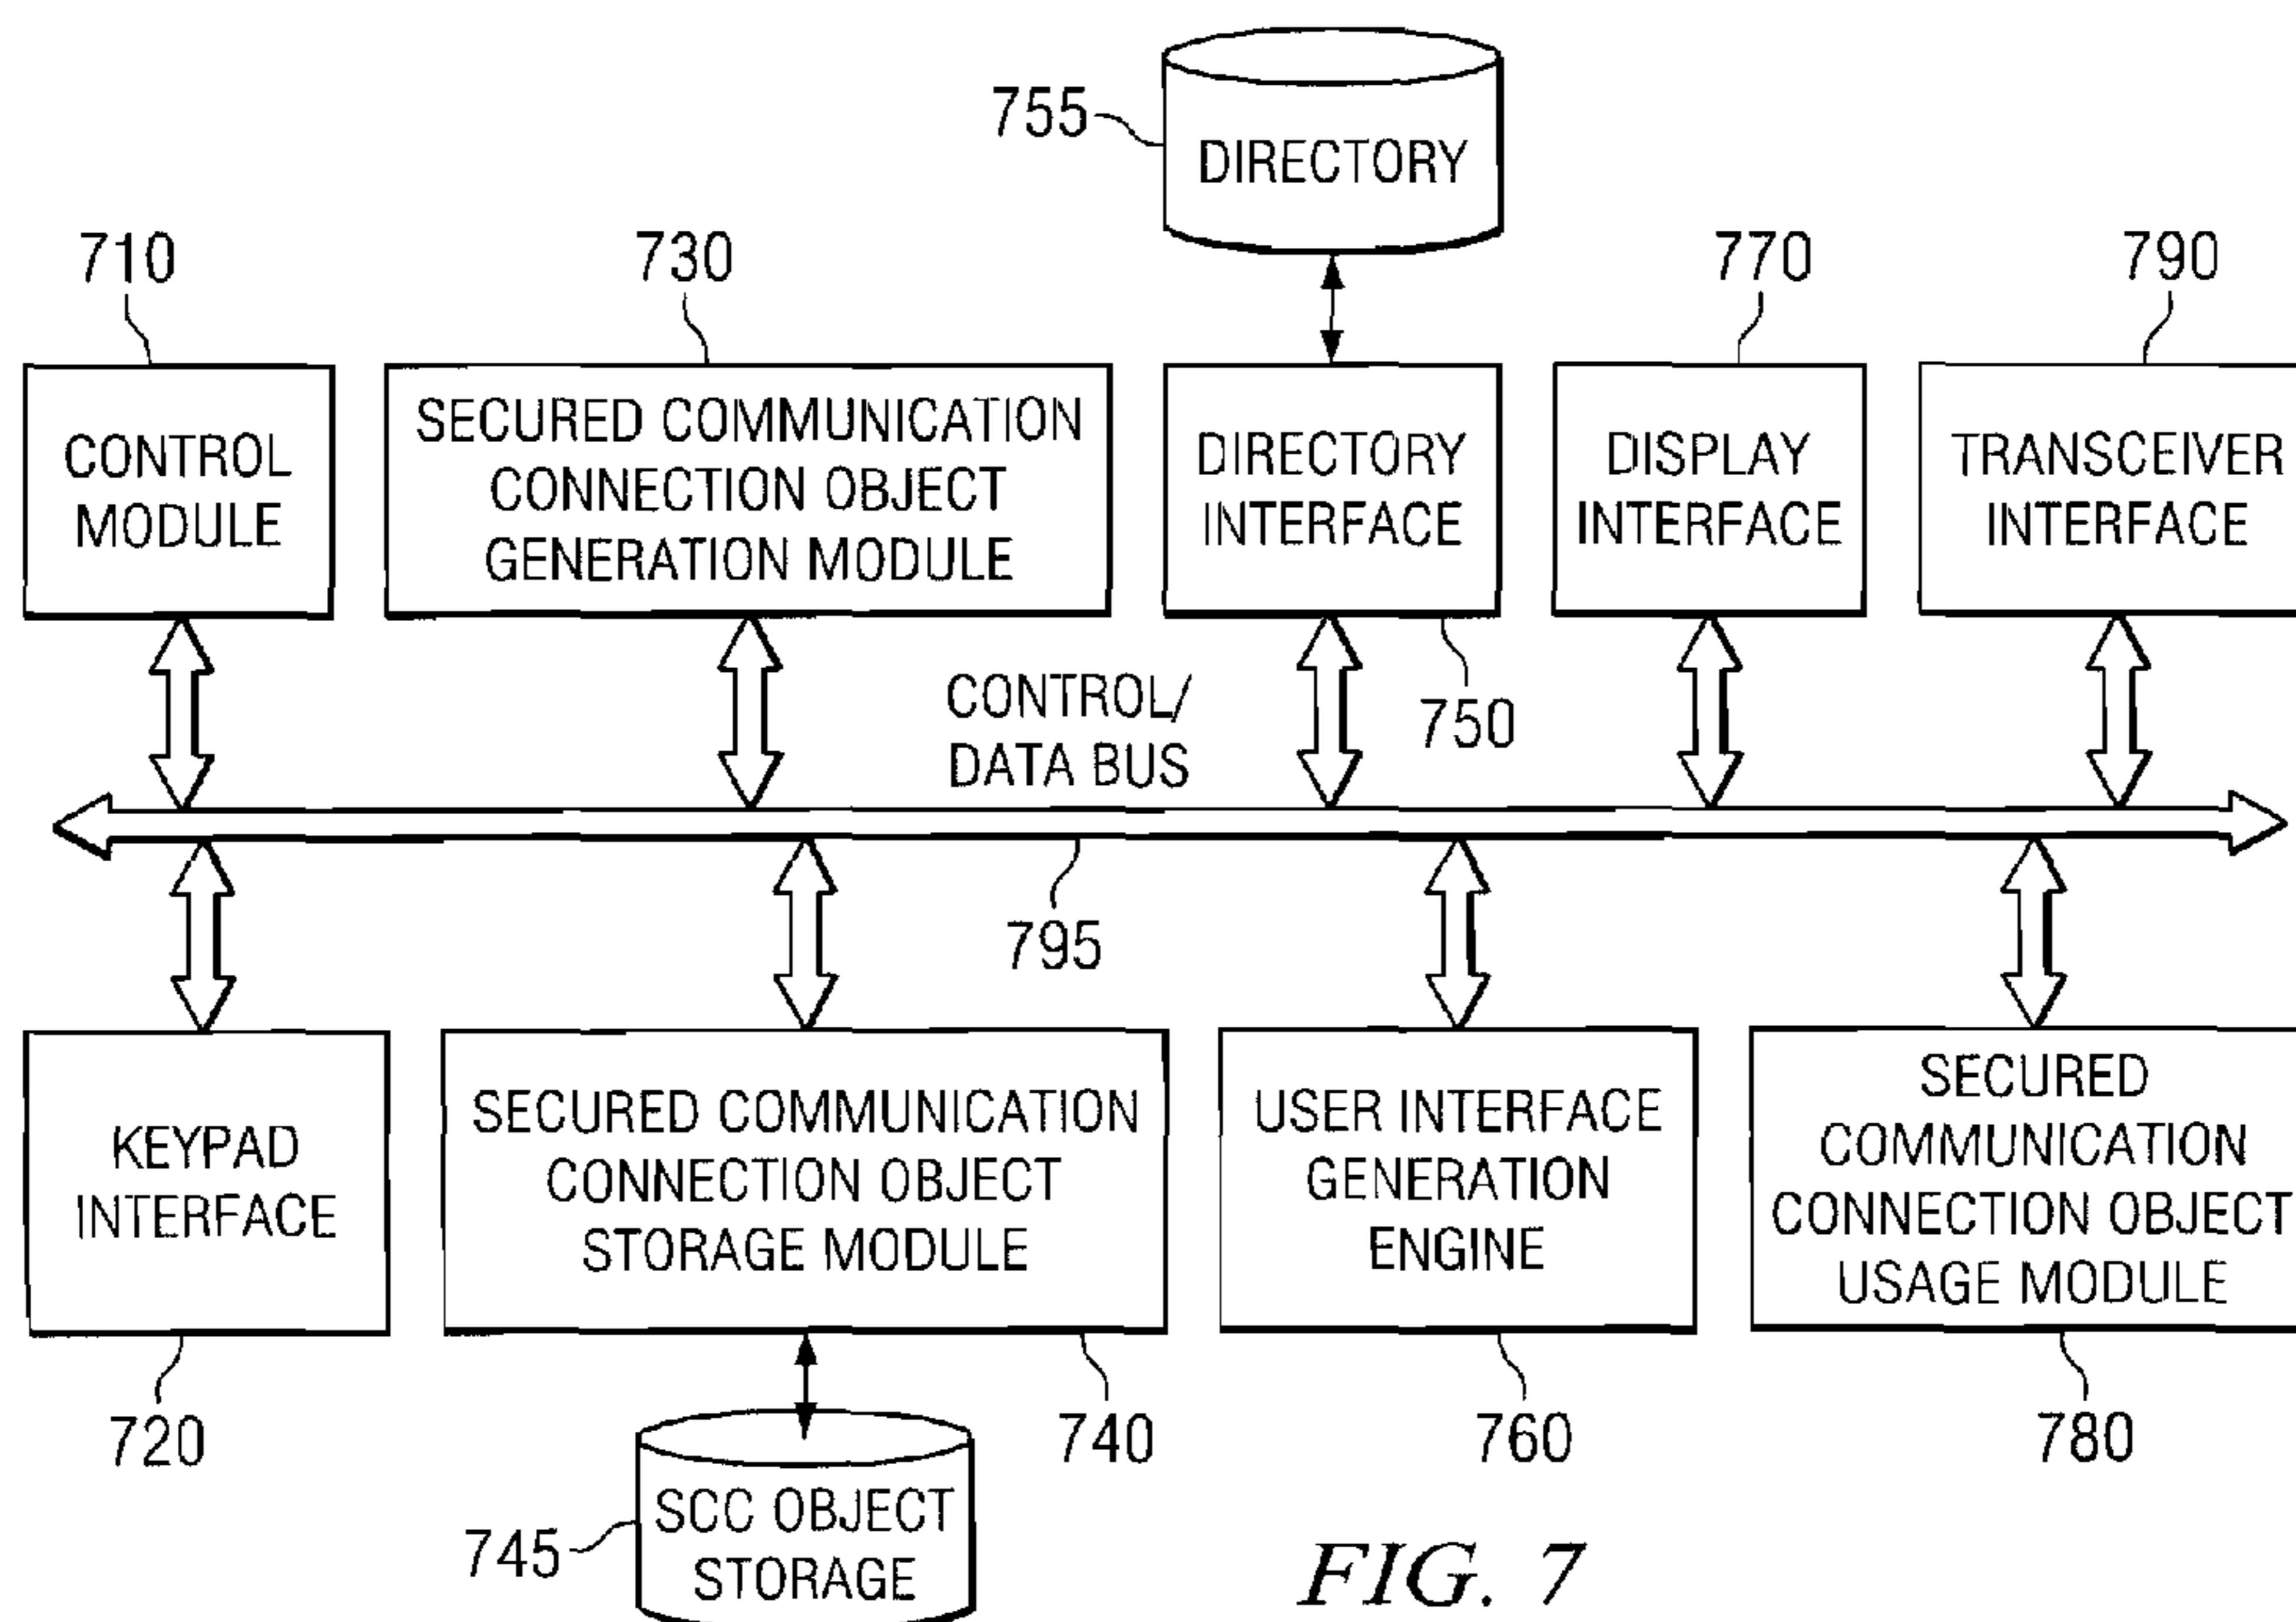 755
DIRECTORY
710
730
770
790
CONTROL
MODULE
SECURED COMMUNICATION
CONNECTION OBJECT
GENERATION MODULE
DIRECTORY
INTERFACE
DISPLAY
INTERFACE
TRANSCEIVER
INTERFACE
CONTROL/
DATA BUS
750
795
KEYPAD
INTERFACE
SECURED COMMUNICATION
CONNECTION OBJECT
STORAGE MODULE
USER INTERFACE
GENERATION
ENGINE
SECURED
COMMUNICATION
CONNECTION OBJECT
USAGE MODULE
720
740
760
780
745
SCC OBJECT
STORAGE
FIG. 7